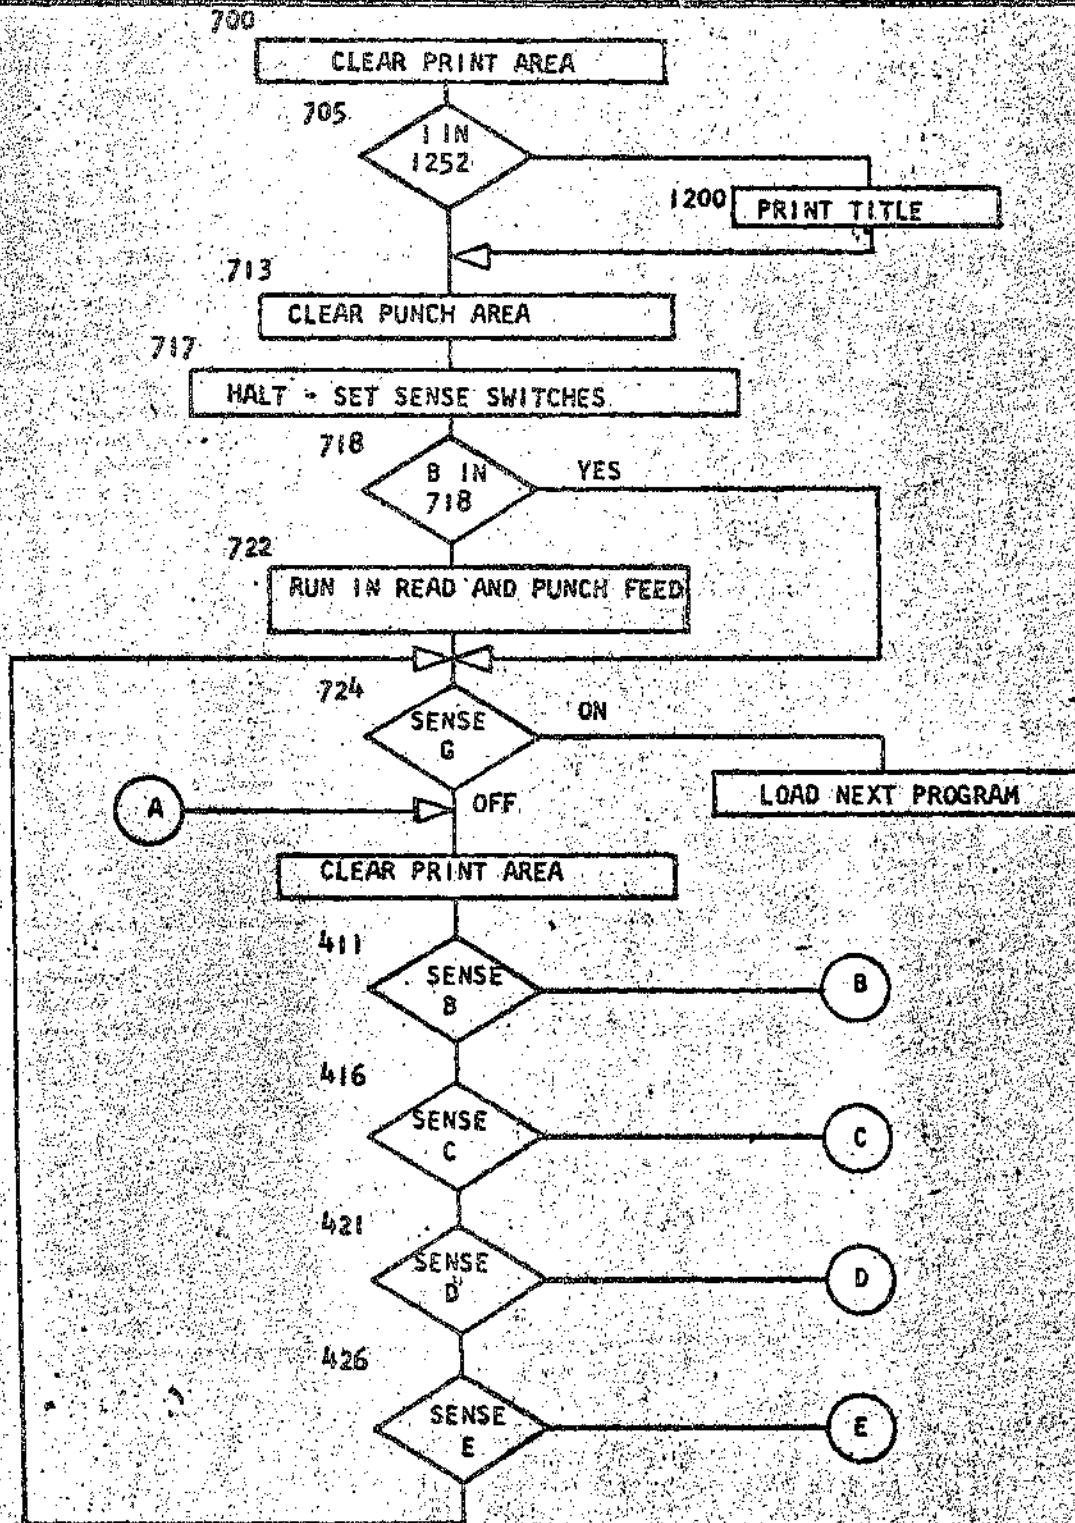 700
CLEAR PRINT AREA
705
1 IN
1252
1200
PRINT TITLE
713
CLEAR PUNCH AREA
717
HALT - SET SENSE SWITCHES
718
B IN
718
YES
722
RUN IN READ AND PUNCH FEED
724
SENSE
G
ON
LOAD NEXT PROGRAM
A
OFF
CLEAR PRINT AREA
411
SENSE
B
B
416
SENSE
C
C
421
SENSE
D
D
426
SENSE
E
E